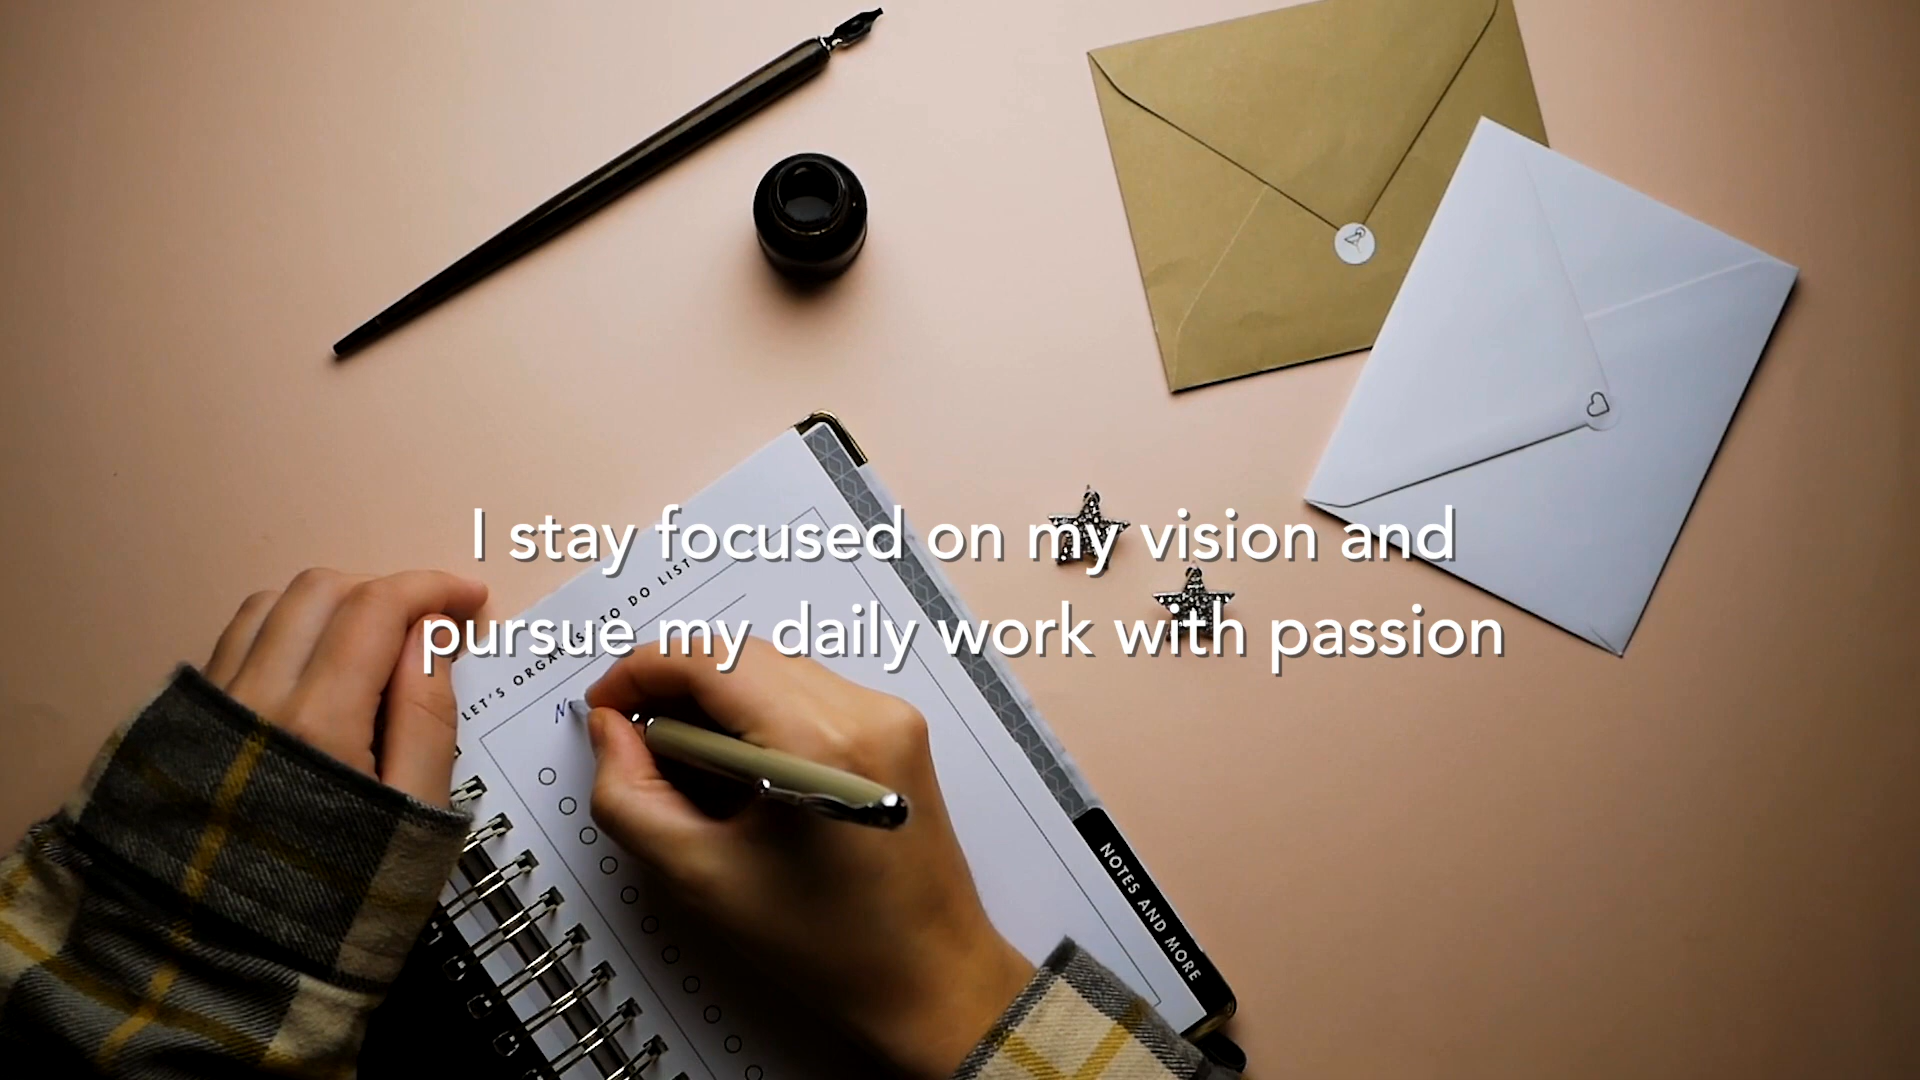 I stay focused on my vision and
pursue my daily work with passion
LET'S ORGANISE TO DO LIST
NOTES AND MORE